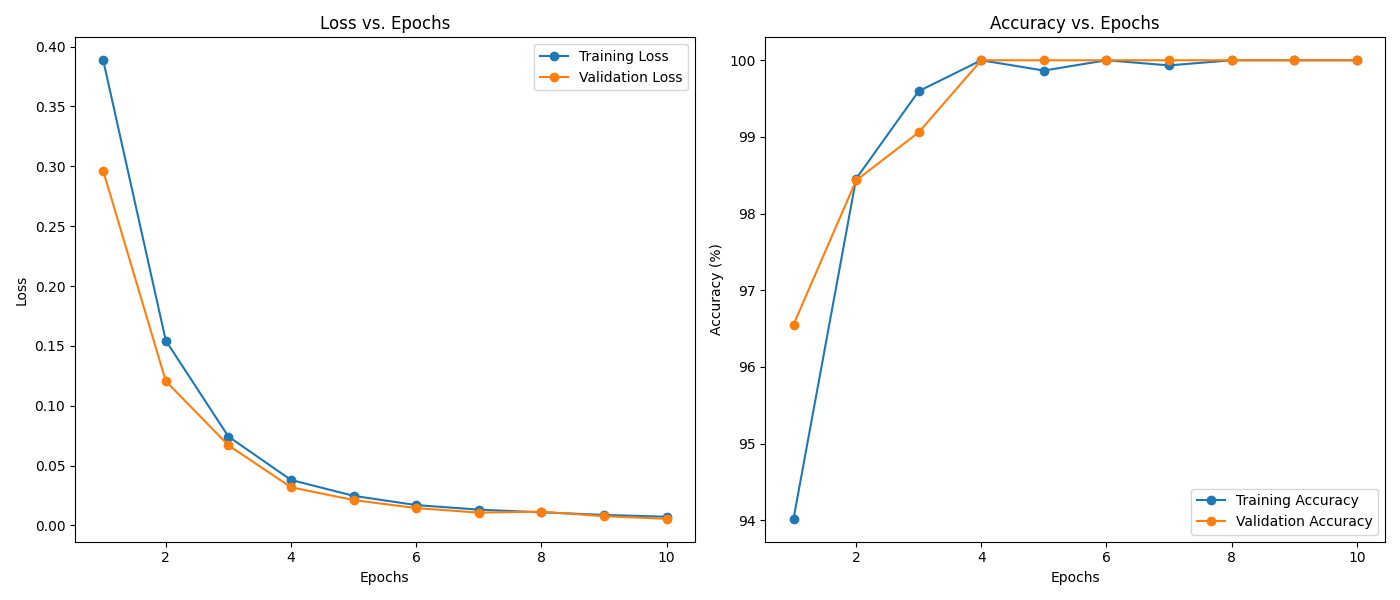 Loss vs. Epochs
0.40
0.35
0.30
0.25
0.20
0.15
0.10
0.05
0.00
Loss
Training Loss
Validation Loss
2 4 6 8 10
Epochs
Accuracy vs. Epochs
100
99
98
97
96
95
94
Accuracy (%)
Training Accuracy
Validation Accuracy
2 4 6 8 10
Epochs